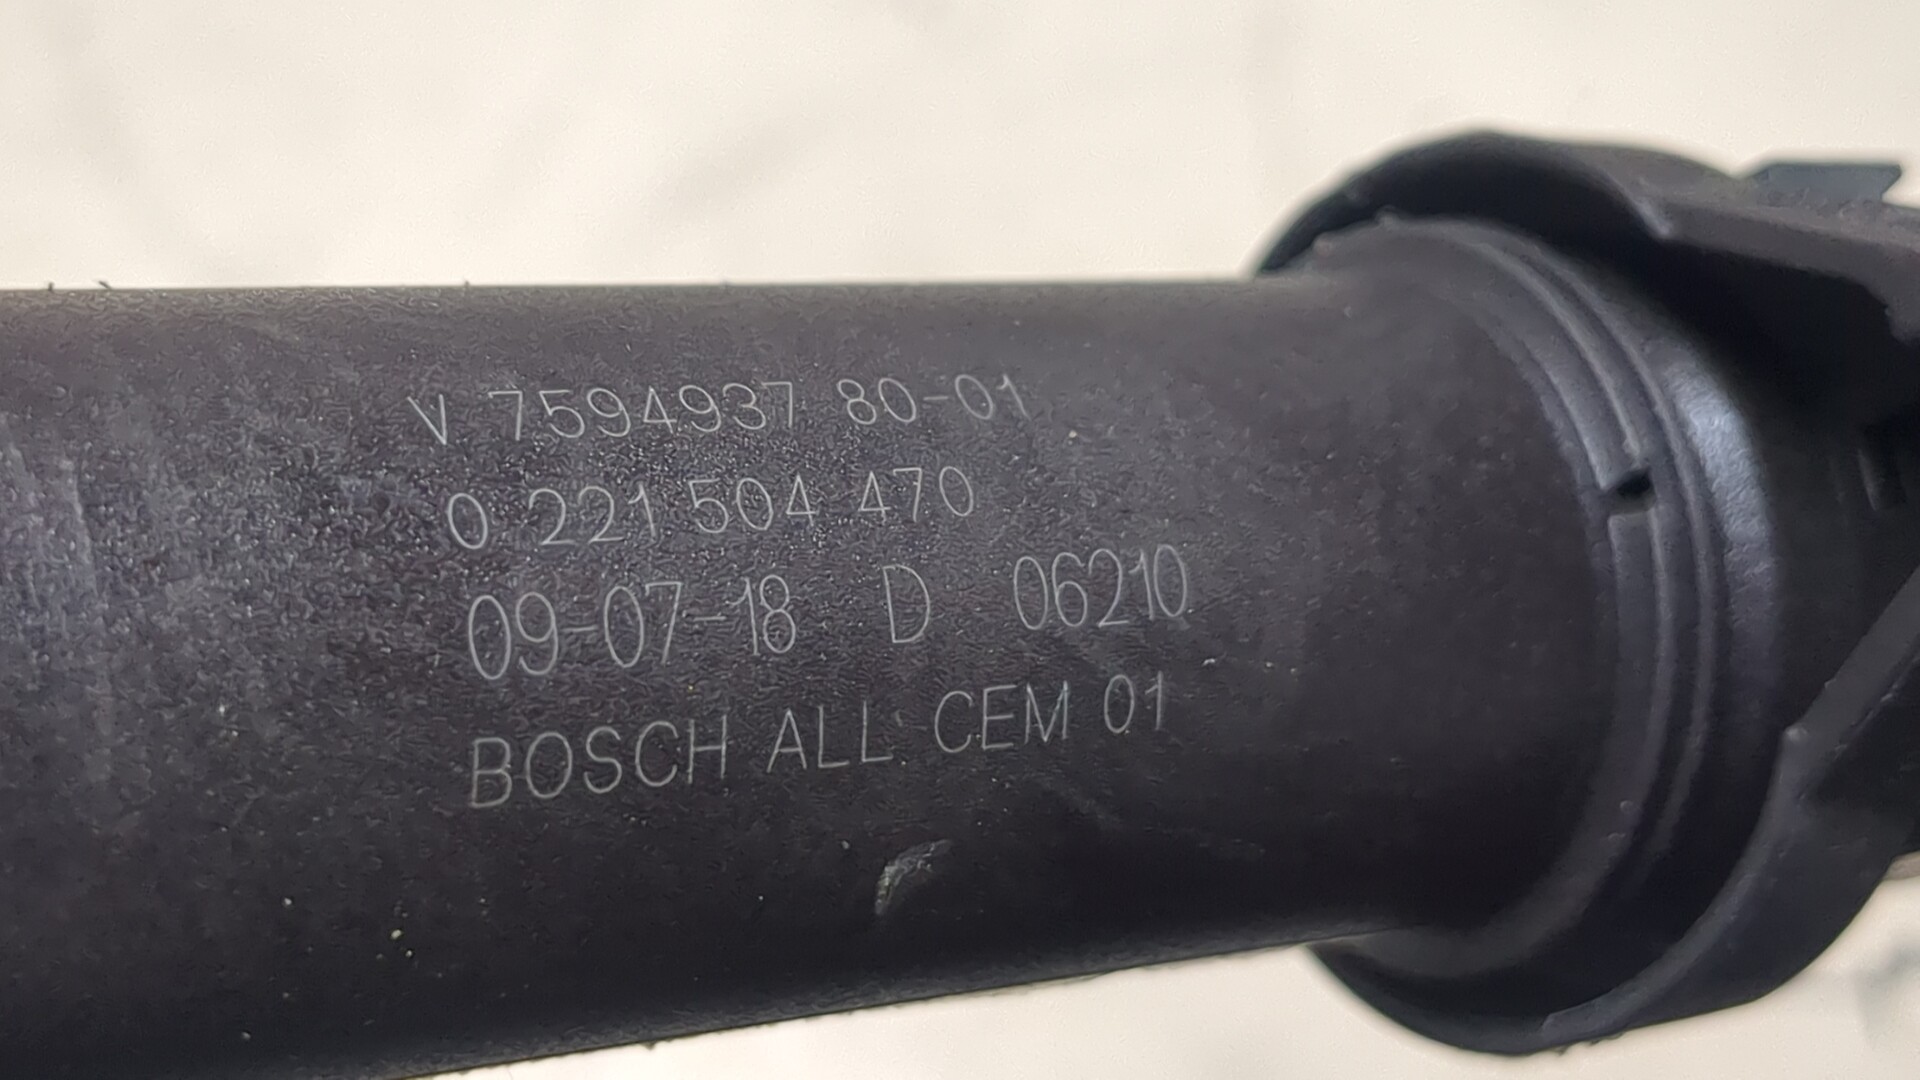 V 7594937 80-01
0 221 504 470
09-07-18 D 06210
BOSCH ALL CEM 01